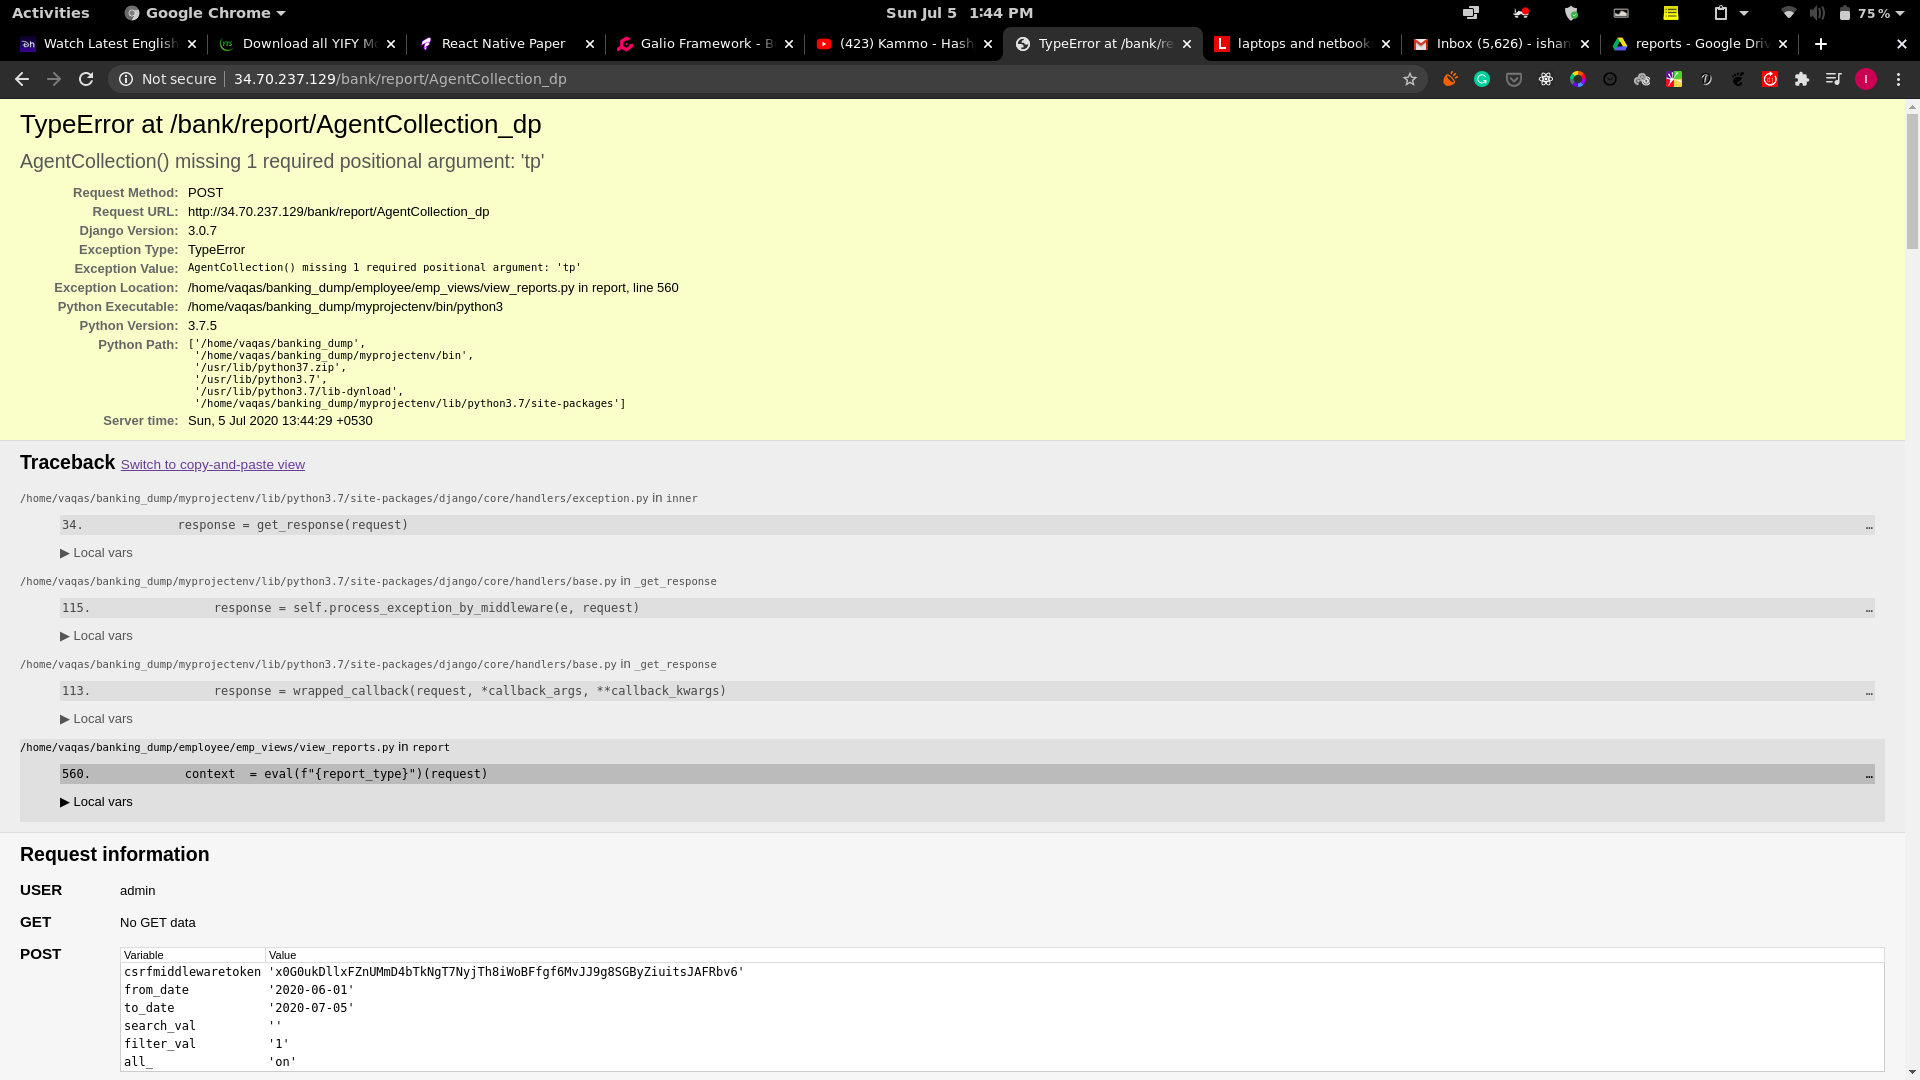 Activities
Google Chrome
Sun Jul 5 1:44 PM
75%
Watch Latest English
Download all YIFY Mo
React Native Paper
Galio Framework - B
(423) Kammo - Hash
TypeError at /bank/re
laptops and netbook
Inbox (5,626) - ishan
reports - Google Driv
Not secure
34.70.237.129/bank/report/AgentCollection_dp
TypeError at /bank/report/AgentCollection_dp
AgentCollection() missing 1 required positional argument: 'tp'
Request Method: POST
Request URL: http://34.70.237.129/bank/report/AgentCollection_dp
Django Version: 3.0.7
Exception Type: TypeError
Exception Value: AgentCollection() missing 1 required positional argument: 'tp'
Exception Location: /home/vaqas/banking_dump/employee/emp_views/view_reports.py in report, line 560
Python Executable: /home/vaqas/banking_dump/myprojectenv/bin/python3
Python Version: 3.7.5
Python Path: ['/home/vaqas/banking_dump',
'/home/vaqas/banking_dump/myprojectenv/bin',
'/usr/lib/python37.zip',
'/usr/lib/python3.7',
'/usr/lib/python3.7/lib-dynload',
'/home/vaqas/banking_dump/myprojectenv/lib/python3.7/site-packages']
Server time: Sun, 5 Jul 2020 13:44:29 +0530
Traceback Switch to copy-and-paste view
/home/vaqas/banking_dump/myprojectenv/lib/python3.7/site-packages/django/core/handlers/exception.py in inner
34. response = get_response(request) …
▶ Local vars
/home/vaqas/banking_dump/myprojectenv/lib/python3.7/site-packages/django/core/handlers/base.py in _get_response
115. response = self.process_exception_by_middleware(e, request) …
▶ Local vars
/home/vaqas/banking_dump/myprojectenv/lib/python3.7/site-packages/django/core/handlers/base.py in _get_response
113. response = wrapped_callback(request, *callback_args, **callback_kwargs) …
▶ Local vars
/home/vaqas/banking_dump/employee/emp_views/view_reports.py in report
560. context  = eval(f"{report_type}")(request) …
▶ Local vars
Request information
USER admin
GET No GET data
POST
Variable Value
csrfmiddlewaretoken 'x0G0ukDllxFZnUMmD4bTkNgT7NyjTh8iWoBFfgf6MvJJ9g8SGByZiuitsJAFRbv6'
from_date '2020-06-01'
to_date '2020-07-05'
search_val ''
filter_val '1'
all_ 'on'